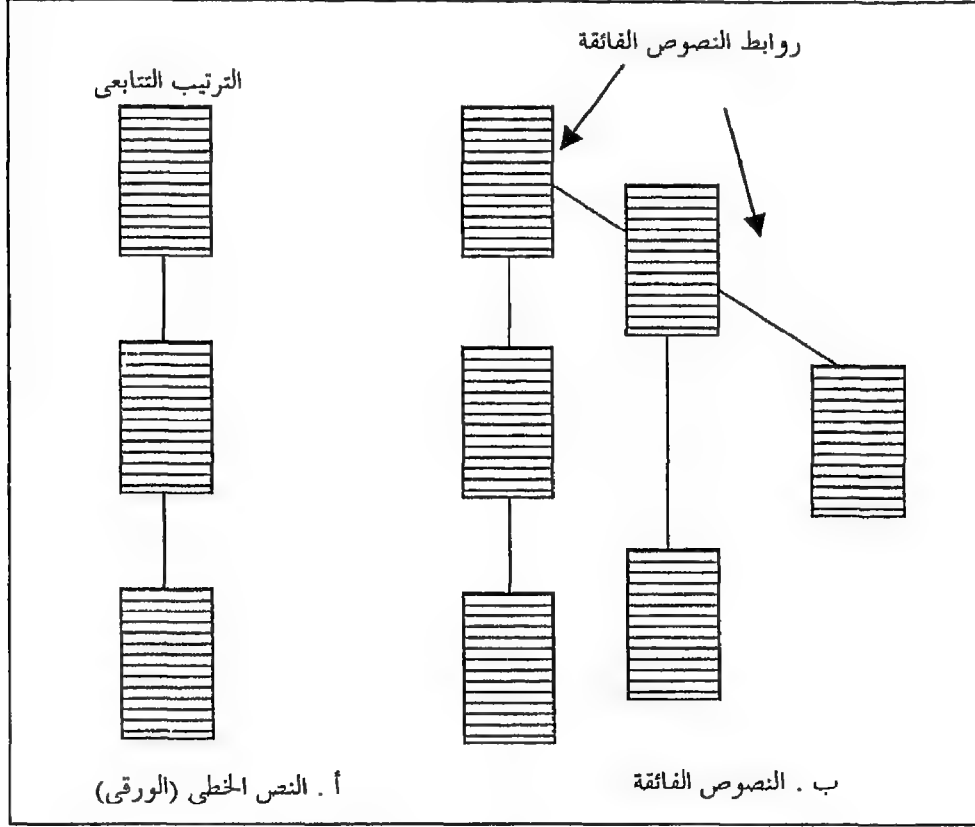 روابط النصوص الفائقة
الترتيب التتابعى
أ . النص الخطى (الورقى)
ب . النصوص الفائقة